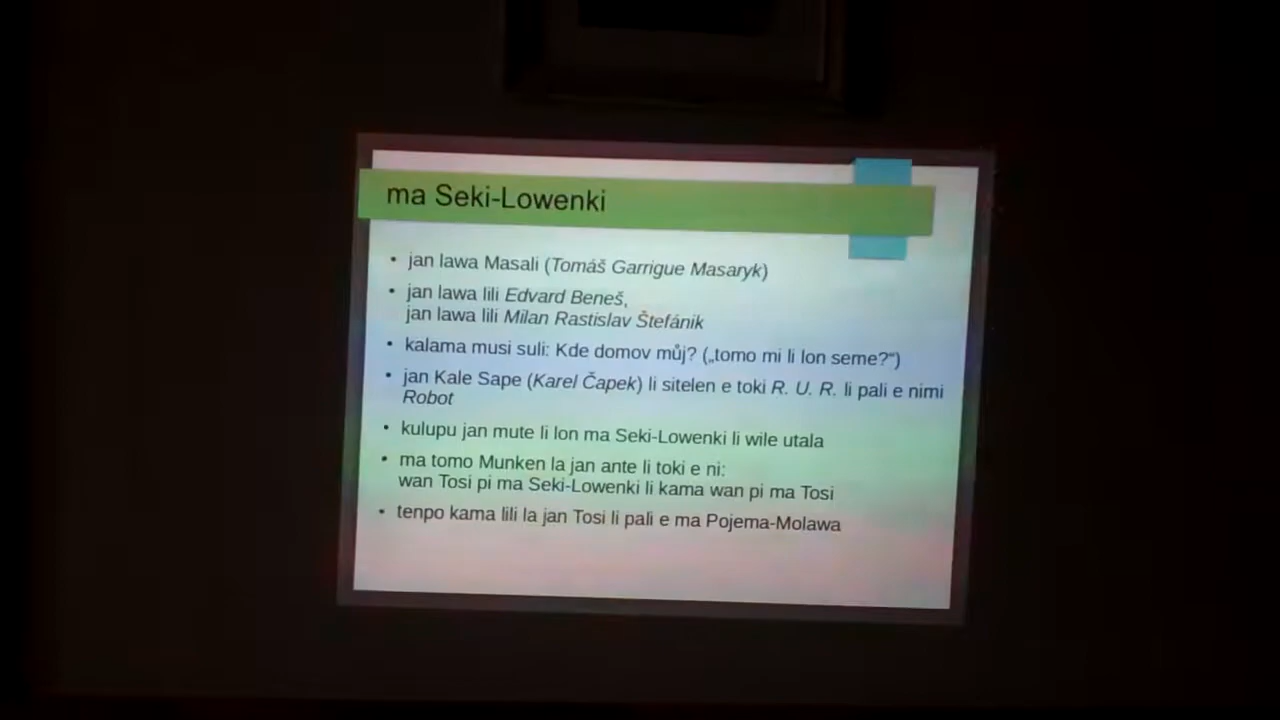 ma Seki-Lowenki
• jan lawa Masali (Tomáš Garrigue Masaryk)
• jan lawa lili Edvard Beneš,
jan lawa lili Milan Rastislav Štefánik
• kalama musi suli: Kde domov můj? („tomo mi li lon seme?“)
• jan Kale Sape (Karel Čapek) li sitelen e toki R. U. R. li pali e nimi
Robot
• kulupu jan mute li lon ma Seki-Lowenki li wile utala
• ma tomo Munken la jan ante li toki e ni:
wan Tosi pi ma Seki-Lowenki li kama wan pi ma Tosi
• tenpo kama lili la jan Tosi li pali e ma Pojema-Molawa